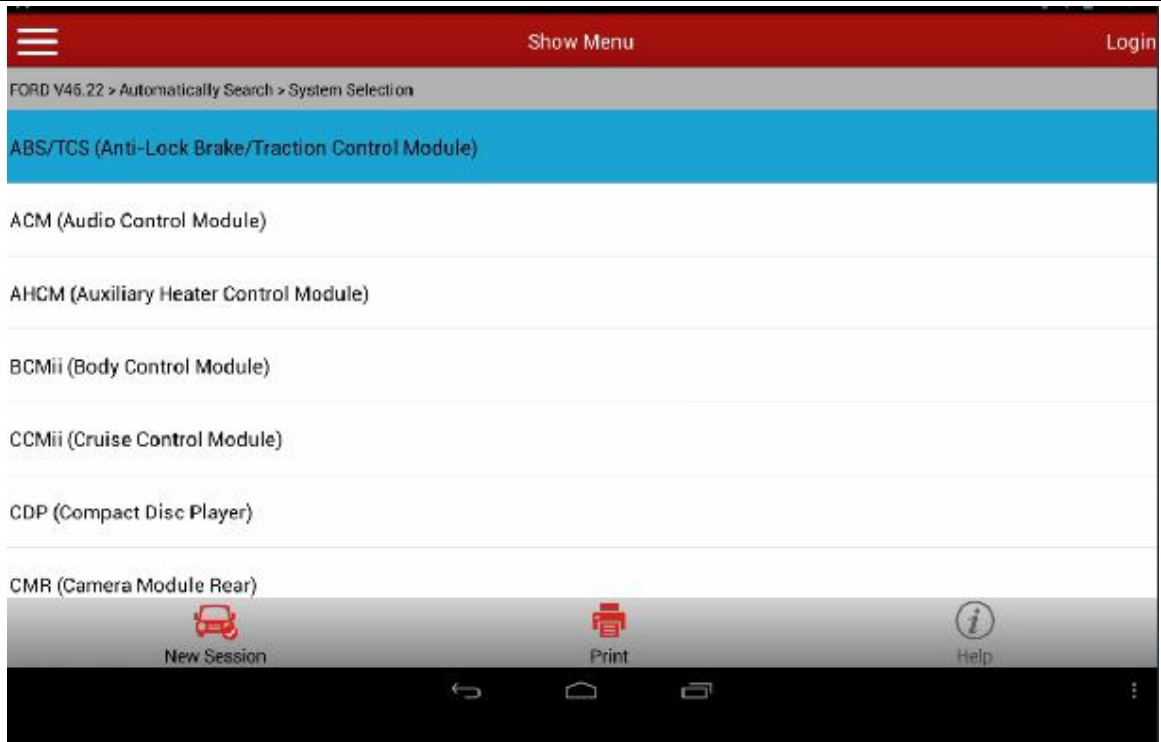 Show Menu
Login
FORD V46.22 > Automatically Search > System Selection
ABS/TCS (Anti-Lock Brake/Traction Control Module)
ACM (Audio Control Module)
AHCM (Auxiliary Heater Control Module)
BCMii (Body Control Module)
CCMii (Cruise Control Module)
CDP (Compact Disc Player)
CMR (Camera Module Rear)
New Session
Print
Help